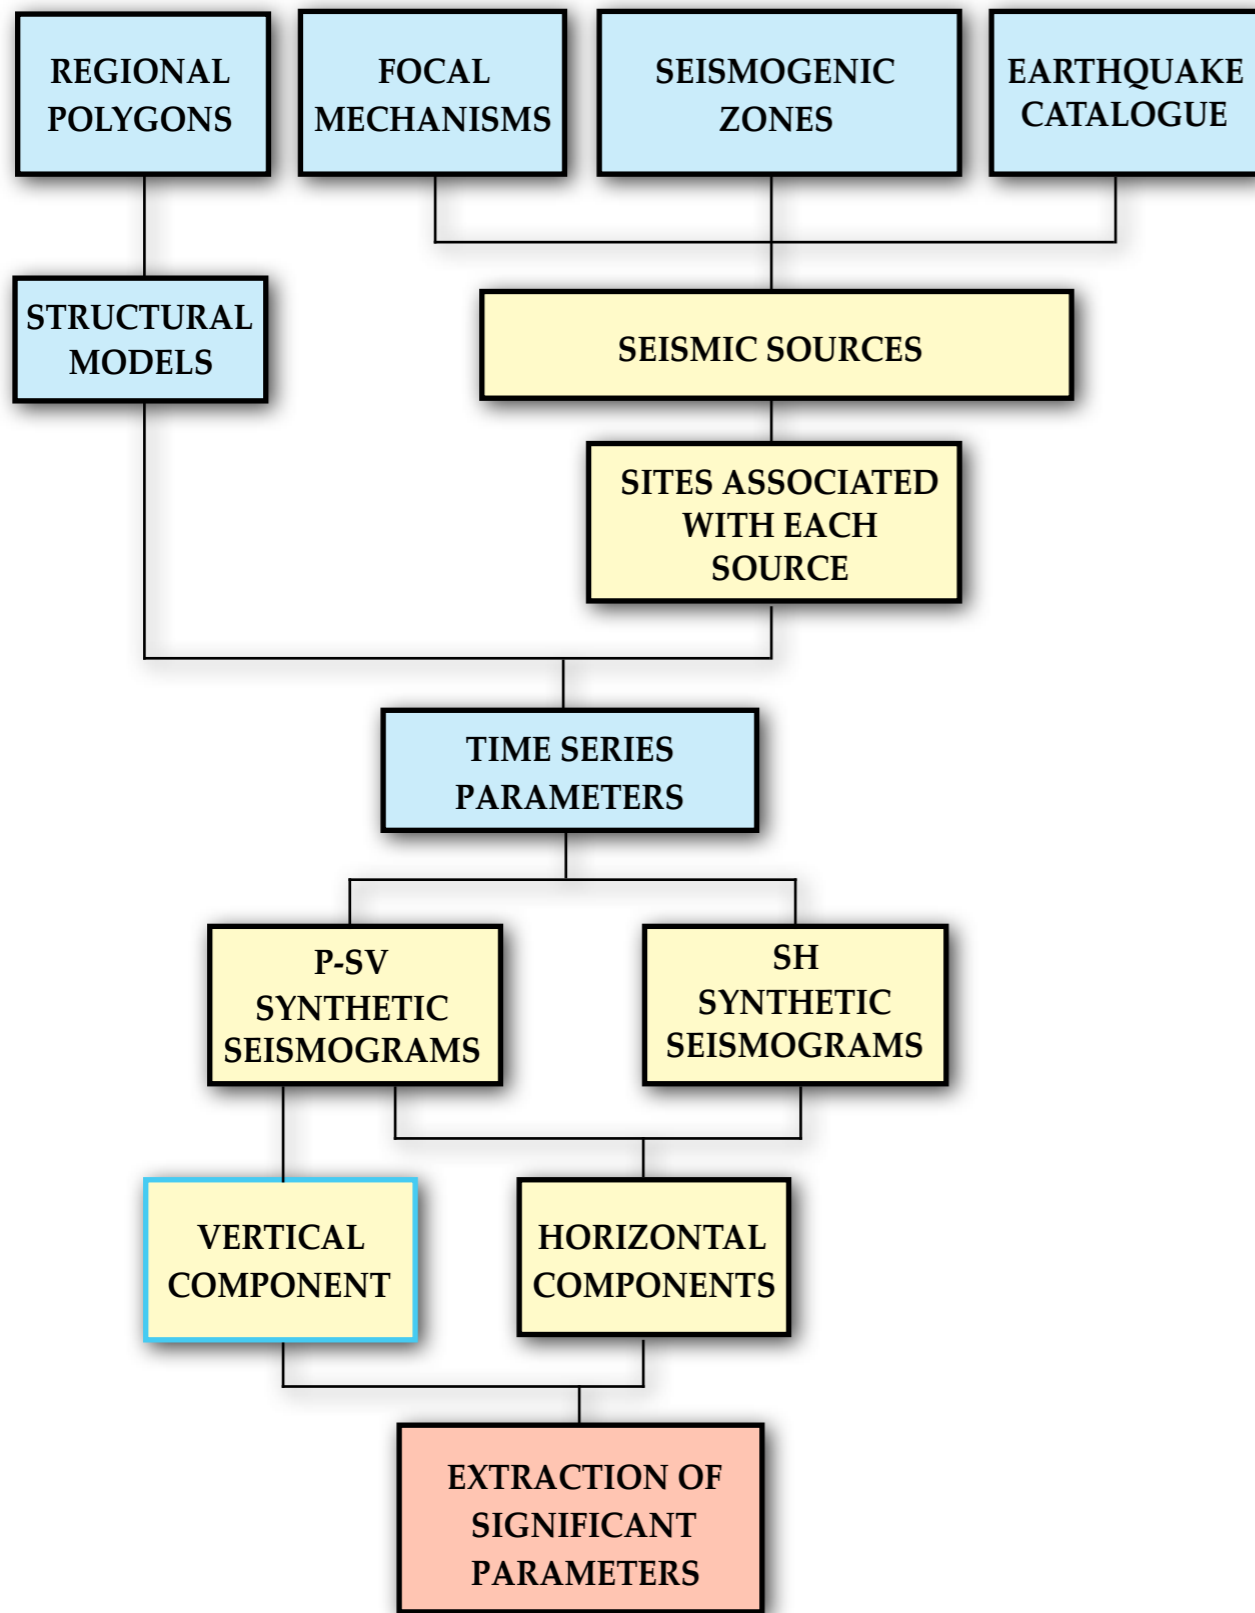 REGIONAL
POLYGONS
FOCAL
MECHANISMS
SEISMOGENIC
ZONES
EARTHQUAKE
CATALOGUE
STRUCTURAL
MODELS
SEISMIC SOURCES
SITES ASSOCIATED
WITH EACH
SOURCE
TIME SERIES
PARAMETERS
P-SV
SYNTHETIC
SEISMOGRAMS
SH
SYNTHETIC
SEISMOGRAMS
VERTICAL
COMPONENT
HORIZONTAL
COMPONENTS
EXTRACTION OF
SIGNIFICANT
PARAMETERS